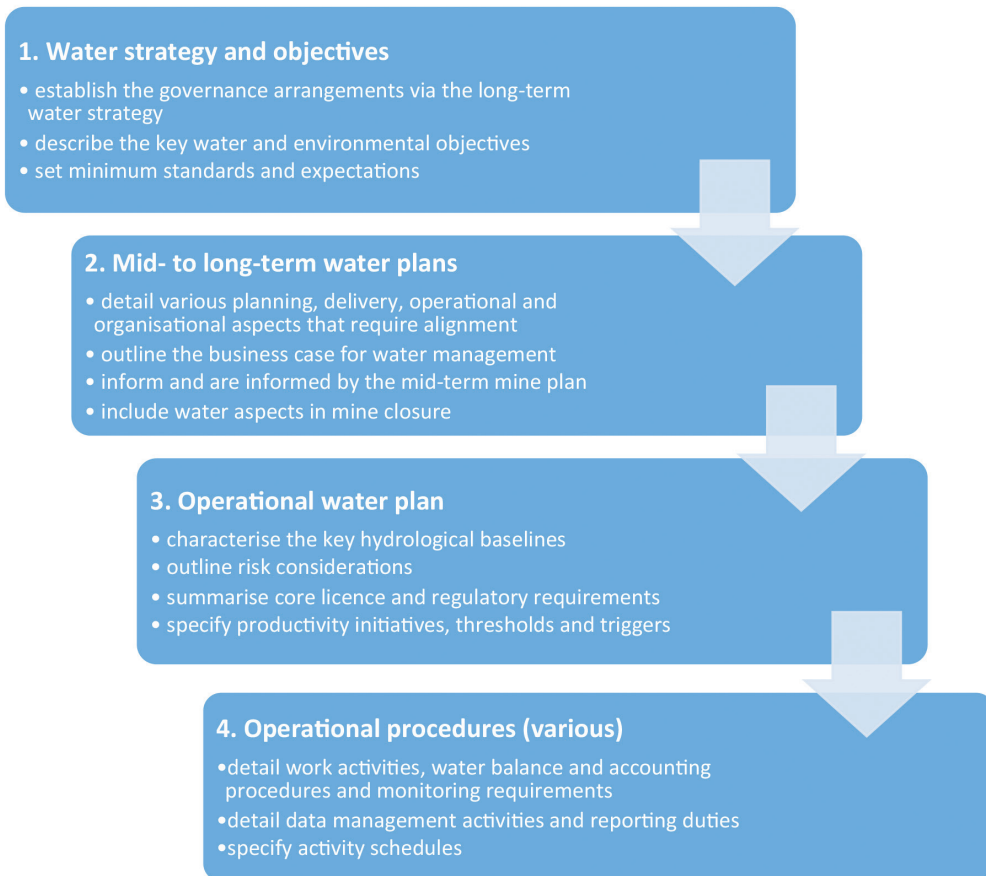 1. Water strategy and objectives
• establish the governance arrangements via the long-term
water strategy
• describe the key water and environmental objectives
• set minimum standards and expectations
2. Mid- to long-term water plans
• detail various planning, delivery, operational and
organisational aspects that require alignment
• outline the business case for water management
• inform and are informed by the mid-term mine plan
• include water aspects in mine closure
3. Operational water plan
• characterise the key hydrological baselines
• outline risk considerations
• summarise core licence and regulatory requirements
• specify productivity initiatives, thresholds and triggers
4. Operational procedures (various)
•detail work activities, water balance and accounting
procedures and monitoring requirements
•detail data management activities and reporting duties
•specify activity schedules